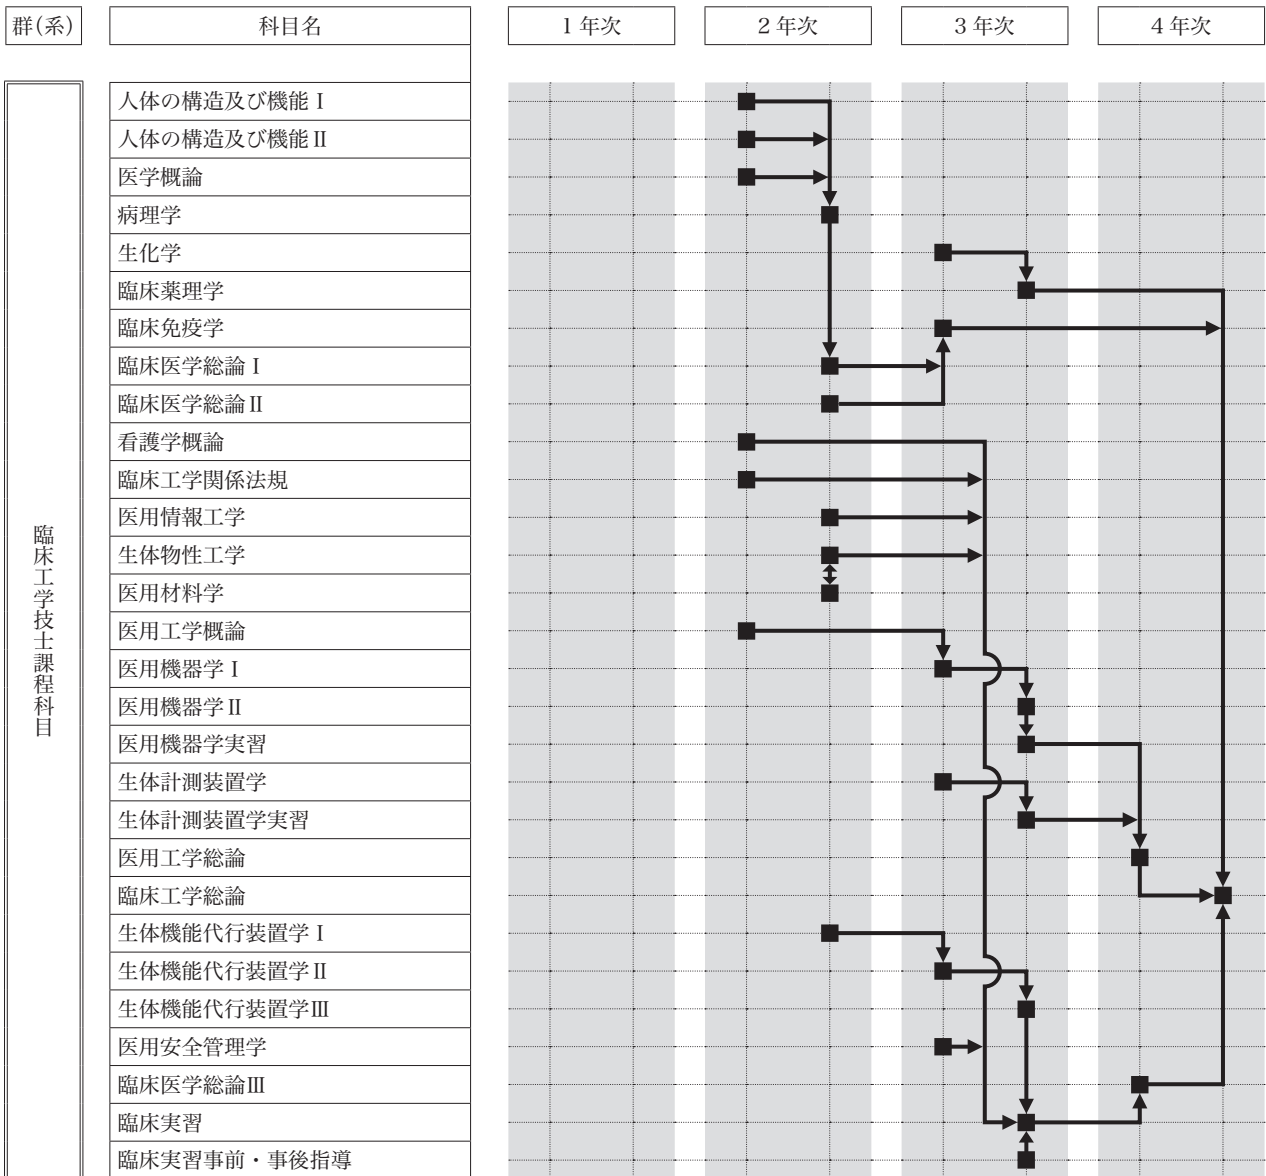 群(系) 科目名 1年次 2年次 3年次 4年次
人体の構造及び機能Ⅰ
人体の構造及び機能Ⅱ
医学概論
病理学
生化学
臨床薬理学
臨床免疫学
臨床医学総論Ⅰ
臨床医学総論Ⅱ
看護学概論
臨床工学関係法規
医用情報工学
生体物性工学
医用材料学
医用工学概論
医用機器学Ⅰ
医用機器学Ⅱ
医用機器学実習
生体計測装置学
生体計測装置学実習
医用工学総論
臨床工学総論
生体機能代行装置学Ⅰ
生体機能代行装置学Ⅱ
生体機能代行装置学Ⅲ
医用安全管理学
臨床医学総論Ⅲ
臨床実習
臨床実習事前・事後指導
臨床工学技士課程科目